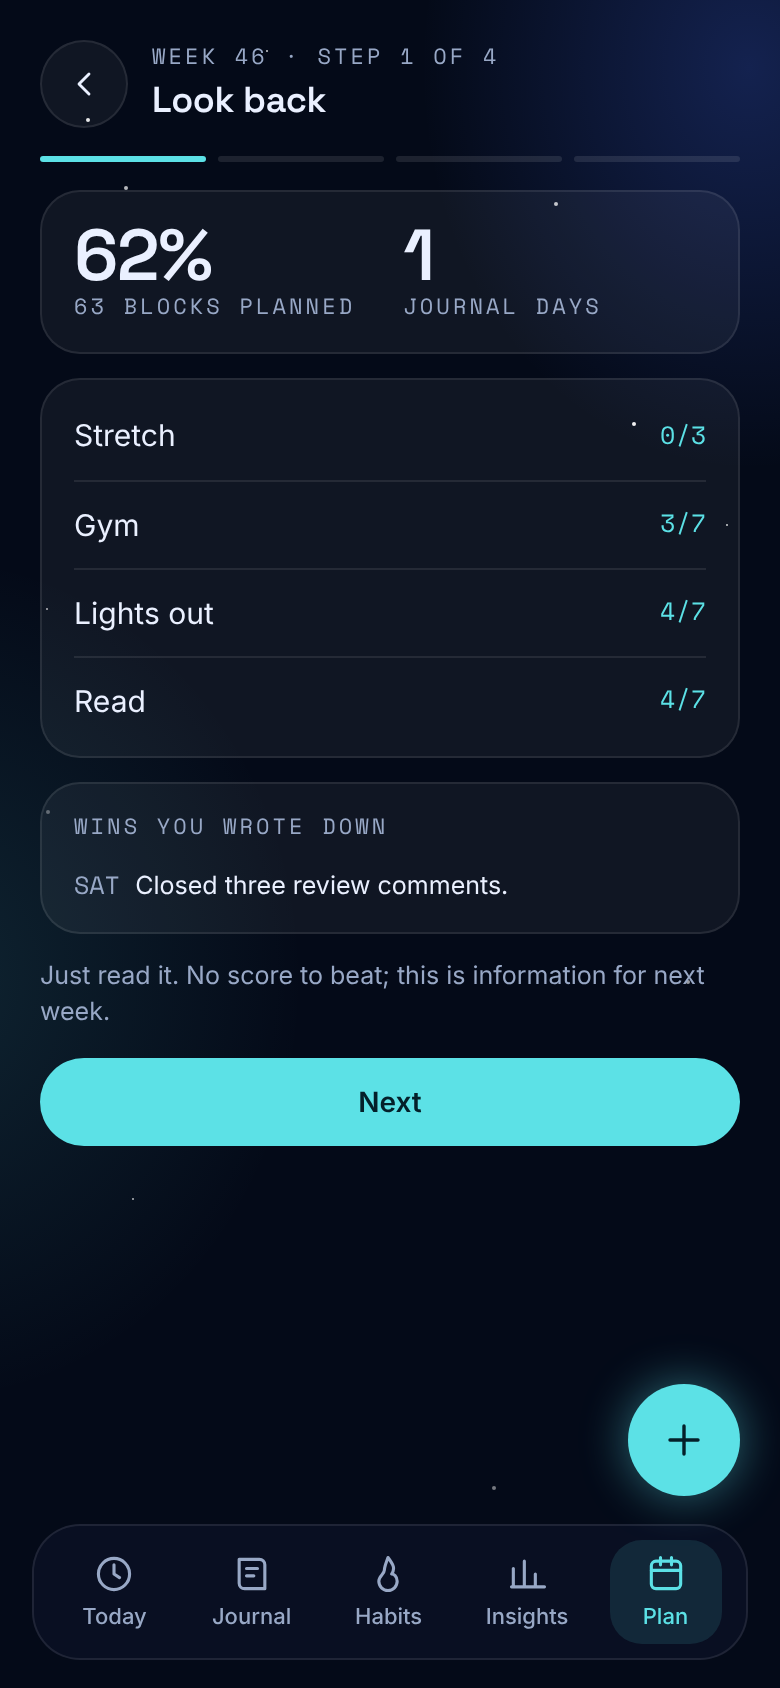 WEEK 46 · STEP 1 OF 4
Look back
62%
63 BLOCKS PLANNED
1
JOURNAL DAYS
Stretch 0/3
Gym 3/7
Lights out 4/7
Read 4/7
WINS YOU WROTE DOWN
SAT Closed three review comments.
Just read it. No score to beat; this is information for next
week.
Next
Today Journal Habits Insights Plan